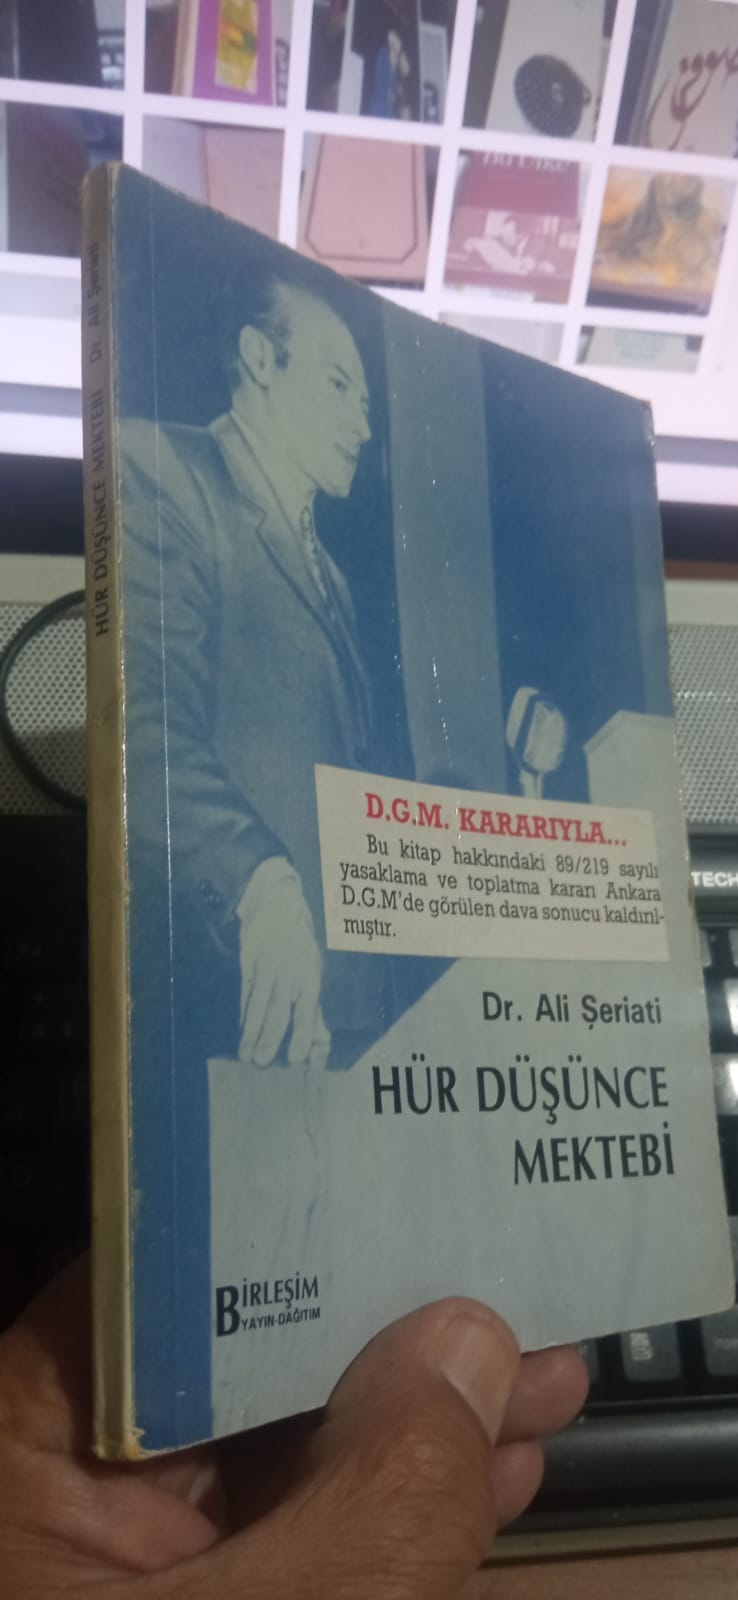 HÜR DÜŞÜNCE MEKTEBİ Dr. Ali Şeriati
D.G.M. KARARIYLA...
Bu kitap hakkındaki 89/219 sayılı
yasaklama ve toplatma kararı Ankara
D.G.M'de görülen dava sonucu kaldırıl-
mıştır.
Dr. Ali Şeriati
HÜR DÜŞÜNCE
MEKTEBİ
BİRLEŞİM
YAYIN-DAĞITIM
TECH